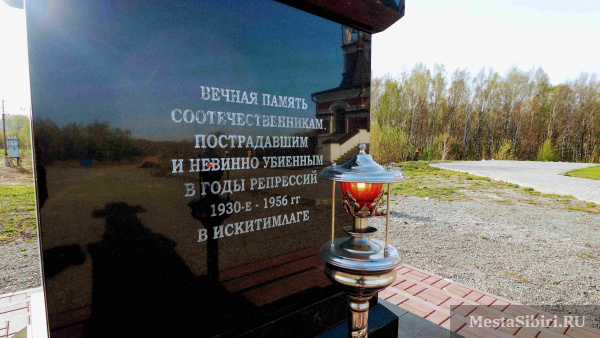 ВЕЧНАЯ ПАМЯТЬ
СООТЕЧЕСТВЕННИКАМ,
ПОСТРАДАВШИМ
И НЕВИННО УБИЕННЫМ
В ГОДЫ РЕПРЕССИЙ
1930-Е - 1956 гг
В ИСКИТИМЛАГЕ
MestaSibiri.RU